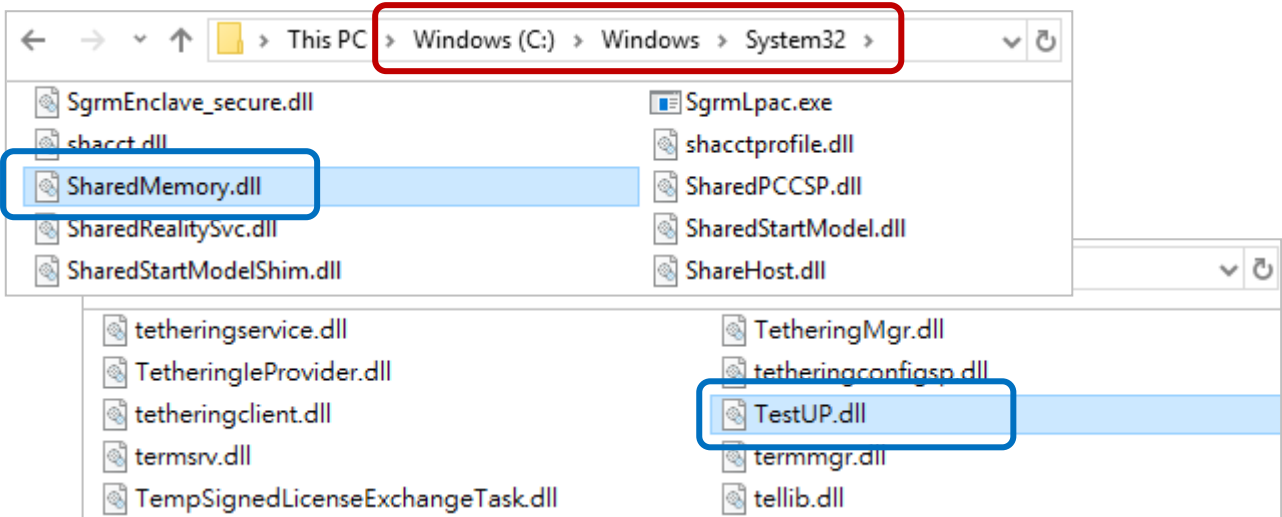 This PC > Windows (C:) > Windows > System32 >
SgrmEnclave_secure.dll SgrmLpac.exe
shacct.dll shacctprofile.dll
SharedMemory.dll SharedPCCSP.dll
SharedRealitySvc.dll SharedStartModel.dll
SharedStartModelShim.dll ShareHost.dll
tetheringservice.dll TetheringMgr.dll
TetheringIeProvider.dll tetheringconfigsp.dll
tetheringclient.dll TestUP.dll
termsrv.dll termmgr.dll
TempSignedLicenseExchangeTask.dll tellib.dll